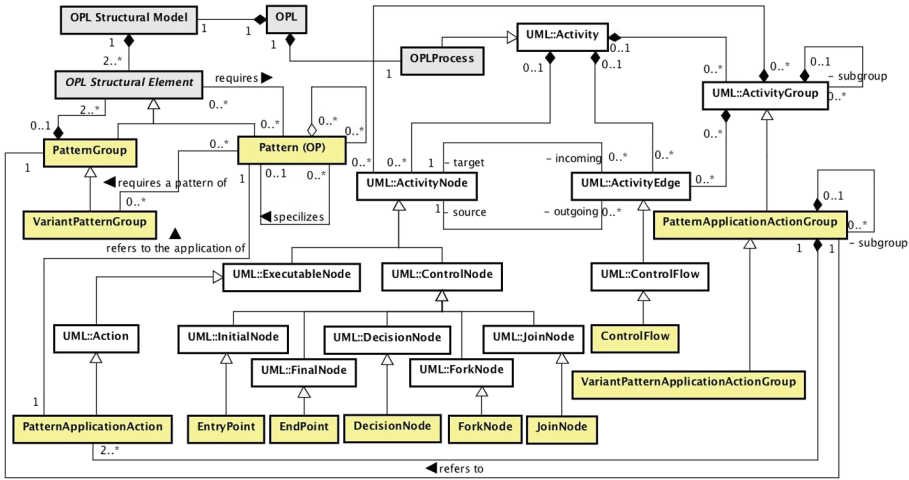 OPL Structural Model
1
1
OPL
1
1
OPLProcess
UML::Activity
0..1
0..1
0..1
2..*
OPL Structural Element
requires
0..*
0..*
2..*
0..1
PatternGroup
1
Pattern (OP)
0..*
0..*
1
0..1
0..*
0..*
specilizes
requires a pattern of
0..*
VariantPatternGroup
refers to the application of
0..*
0..*
UML::ActivityNode
1
- target
1
- source
- incoming
0..*
- outgoing
0..*
0..*
UML::ActivityEdge
0..*
0..*
0..*
0..*
UML::ActivityGroup
0..1
- subgroup
0..*
PatternApplicationActionGroup
0..1
0..*
- subgroup
1
1
UML::ExecutableNode
UML::ControlNode
UML::ControlFlow
UML::Action
UML::InitialNode
UML::DecisionNode
UML::JoinNode
ControlFlow
UML::FinalNode
UML::ForkNode
VariantPatternApplicationActionGroup
1
PatternApplicationAction
EntryPoint
EndPoint
DecisionNode
ForkNode
JoinNode
2..*
refers to